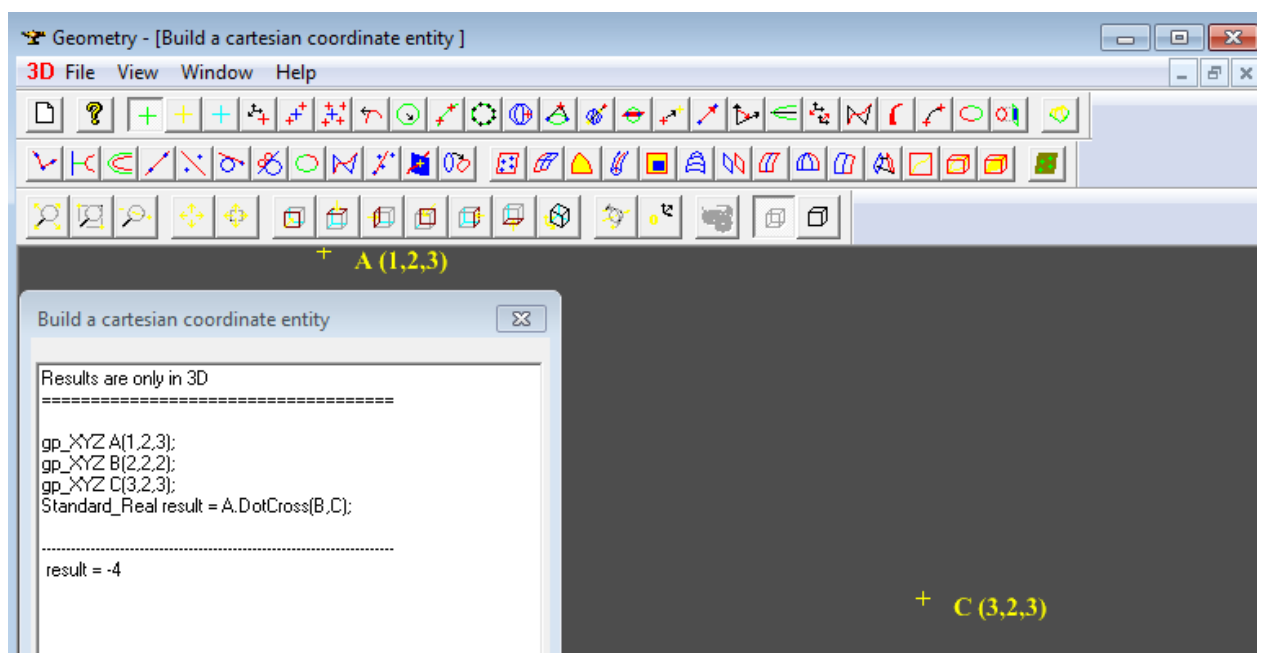 Geometry - [Build a cartesian coordinate entity ]
3D File View Window Help
A (1,2,3)
Build a cartesian coordinate entity
Results are only in 3D
====================================
gp_XYZ A(1,2,3);
gp_XYZ B(2,2,2);
gp_XYZ C(3,2,3);
Standard_Real result = A.DotCross(B,C);
----------------------------------------------------------------------
result = -4
C (3,2,3)